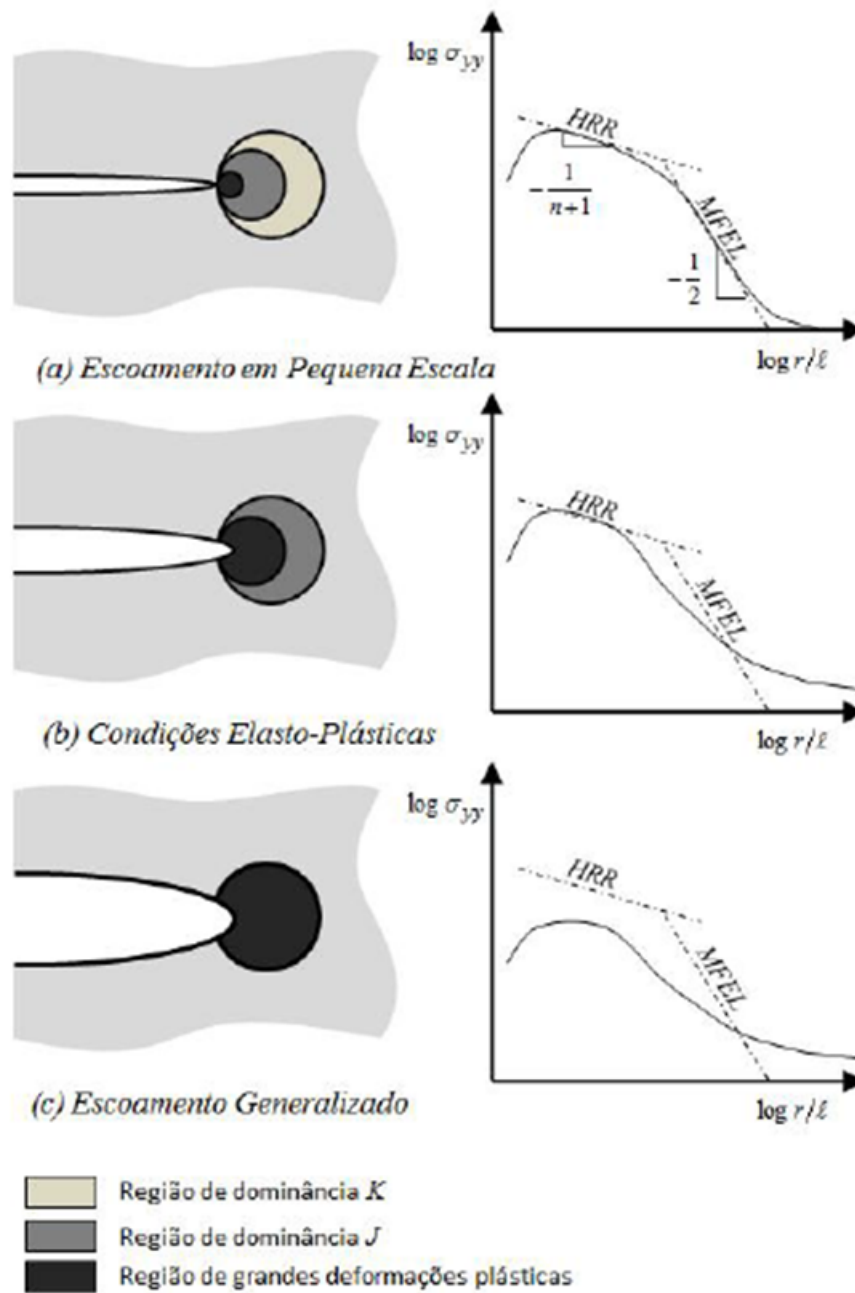 log σyy
HRR
−1/(n+1)
MFEL
−1/2
log r/ℓ
(a) Escoamento em Pequena Escala
log σyy
HRR
MFEL
log r/ℓ
(b) Condições Elasto-Plásticas
log σyy
HRR
MFEL
log r/ℓ
(c) Escoamento Generalizado
Região de dominância K
Região de dominância J
Região de grandes deformações plásticas